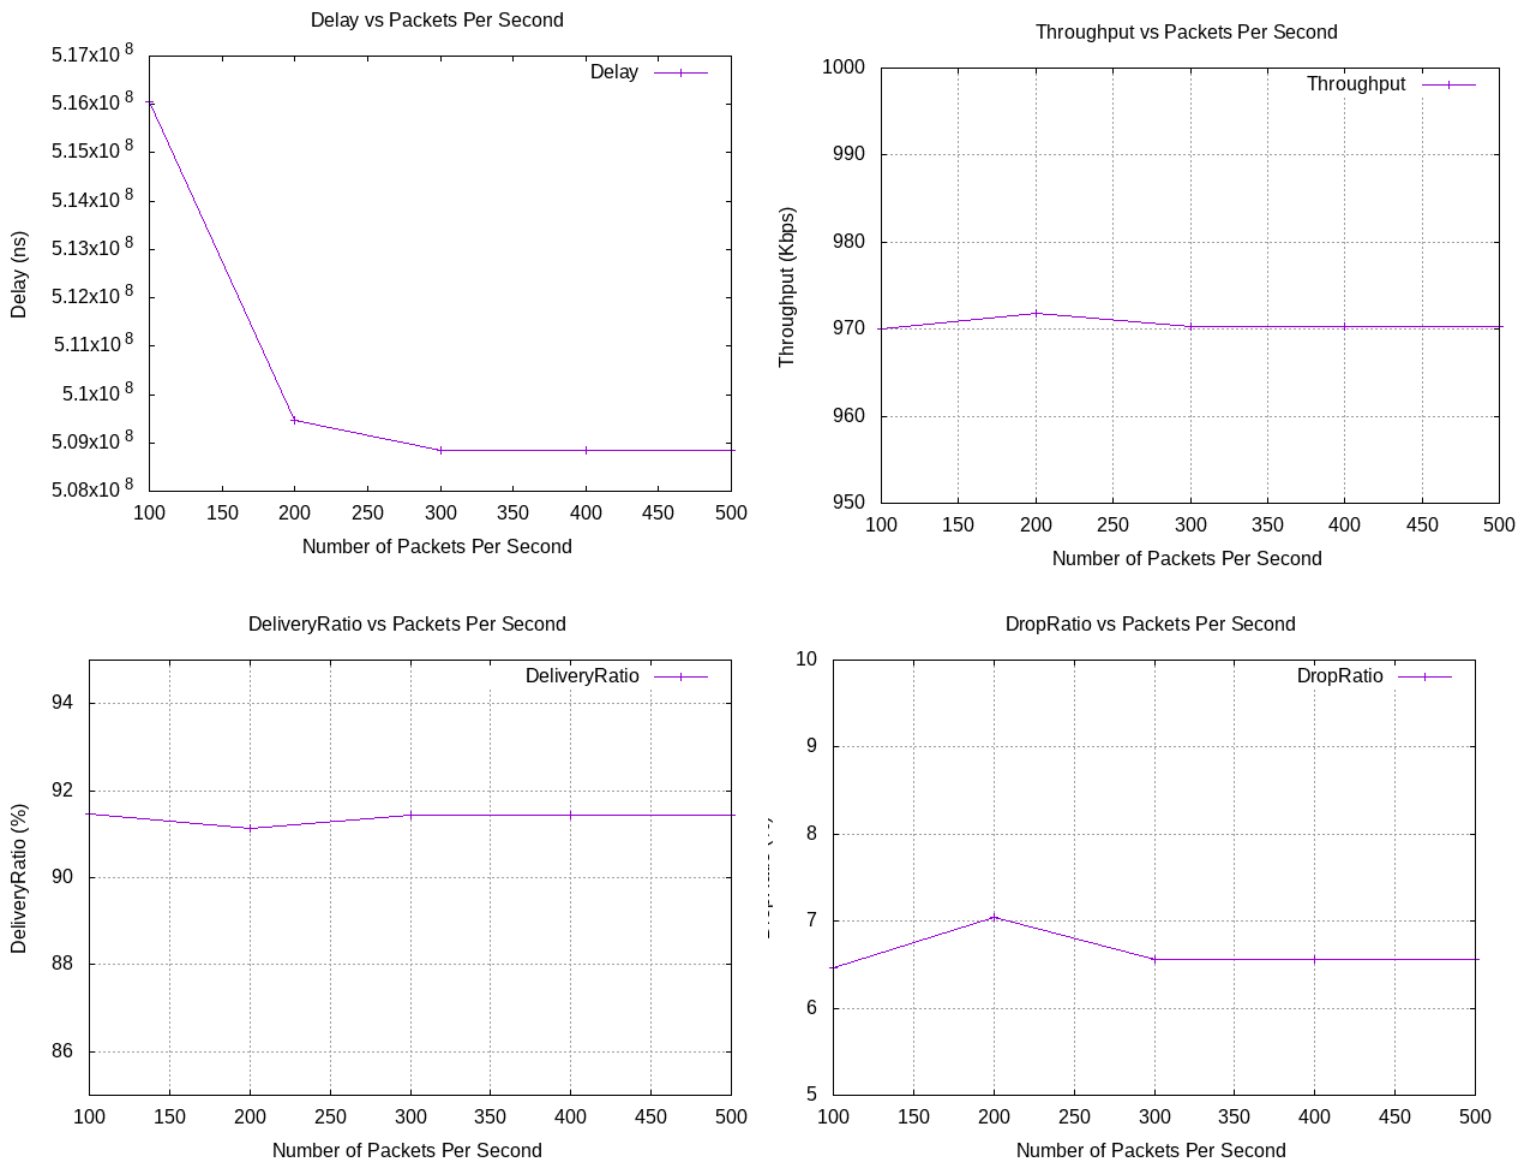 Delay vs Packets Per Second
5.17x10 8
5.16x10 8
5.15x10 8
5.14x10 8
5.13x10 8
5.12x10 8
5.11x10 8
5.1x10 8
5.09x10 8
5.08x10 8
Delay (ns)
Delay
100 150 200 250 300 350 400 450 500
Number of Packets Per Second
Throughput vs Packets Per Second
1000
990
980
970
960
950
Throughput (Kbps)
Throughput
100 150 200 250 300 350 400 450 500
Number of Packets Per Second
DeliveryRatio vs Packets Per Second
94
92
90
88
86
DeliveryRatio (%)
DeliveryRatio
100 150 200 250 300 350 400 450 500
Number of Packets Per Second
DropRatio vs Packets Per Second
10
9
8
7
6
5
DropRatio
100 150 200 250 300 350 400 450 500
Number of Packets Per Second